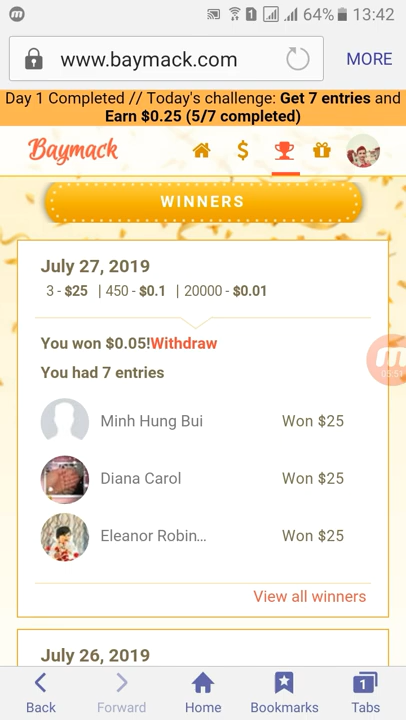 64% 13:42
www.baymack.com
MORE
Day 1 Completed // Today's challenge: Get 7 entries and
Earn $0.25 (5/7 completed)
Baymack
$
WINNERS
July 27, 2019
3 - $25 | 450 - $0.1 | 20000 - $0.01
You won $0.05!Withdraw
You had 7 entries
05:51
Minh Hung Bui Won $25
Diana Carol Won $25
Eleanor Robin... Won $25
View all winners
July 26, 2019
1
Back Forward Home Bookmarks Tabs